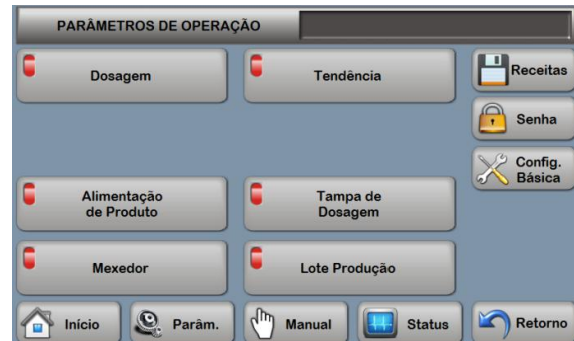 PARÂMETROS DE OPERAÇÃO
Dosagem
Tendência
Receitas
Senha
Config.
Básica
Alimentação
de Produto
Tampa de
Dosagem
Mexedor
Lote Produção
Início
Parâm.
Manual
Status
Retorno